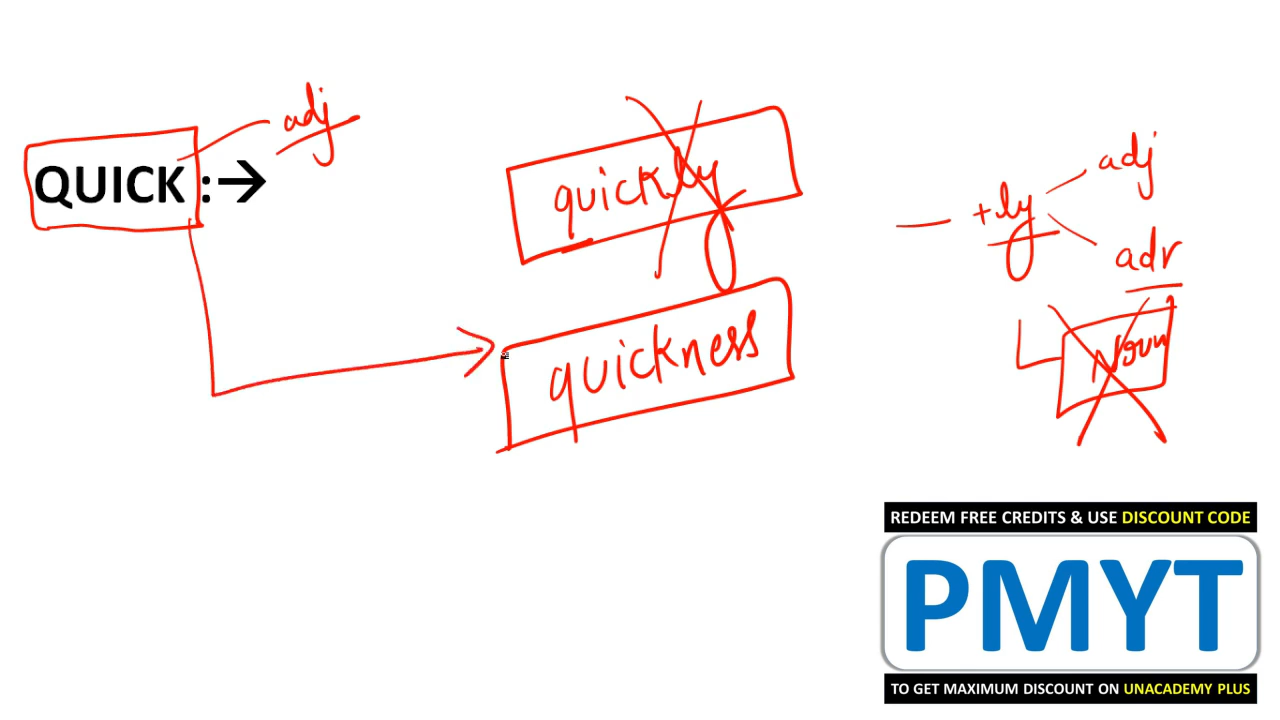 adj
QUICK :→
quickly
quickness
+ly
adj
adv
Noun
REDEEM FREE CREDITS & USE DISCOUNT CODE
PMYT
TO GET MAXIMUM DISCOUNT ON UNACADEMY PLUS